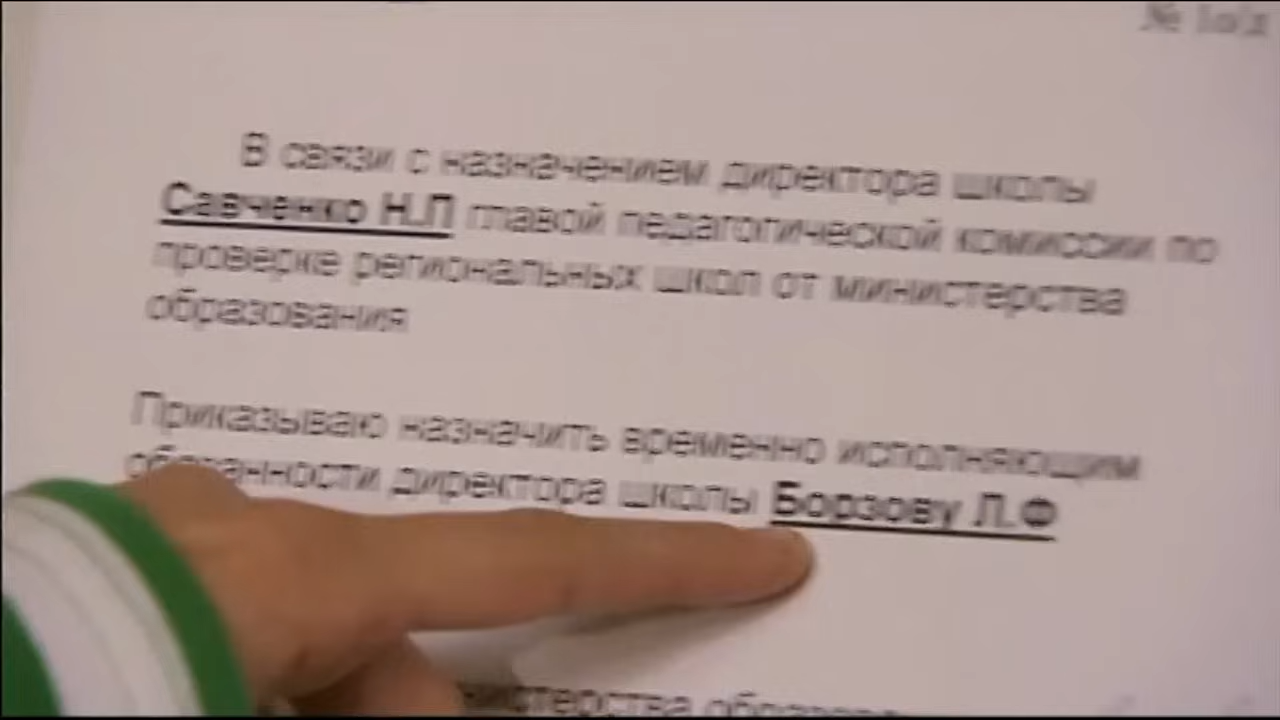 В связи с назначением директора школы
Савченко Н.П главой педагогической комиссии по
проверке региональных школ от министерства
образования
Приказываю назначить временно исполняющим
директора школы Борзову Л.Ф